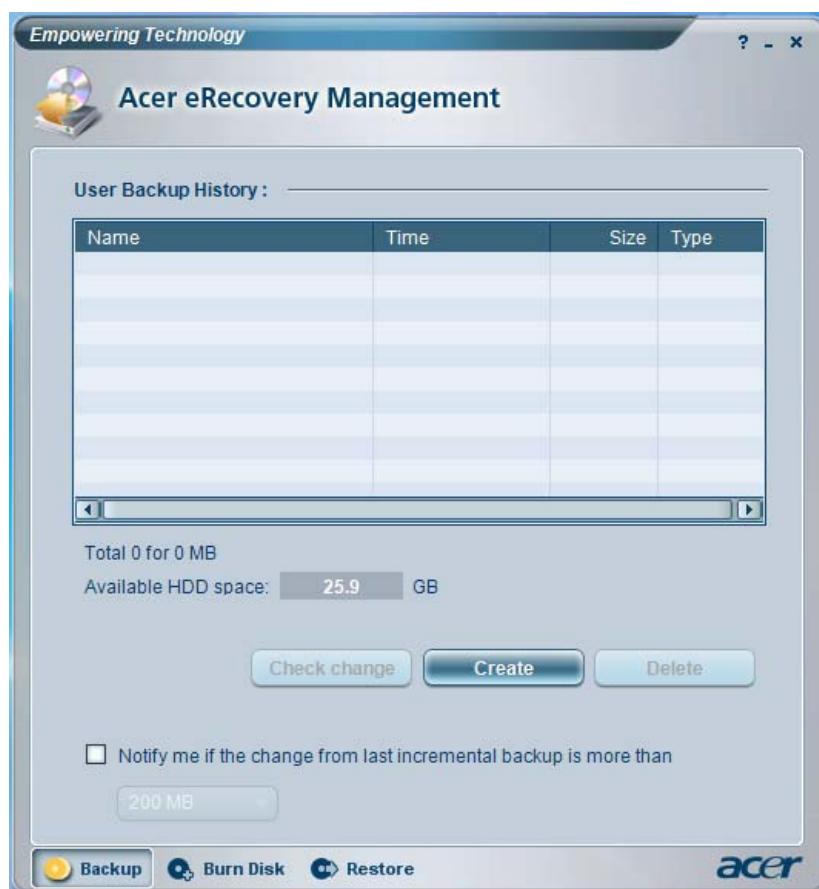 Empowering Technology
? - ×
Acer eRecovery Management
User Backup History :
Name Time Size Type
Total 0 for 0 MB
Available HDD space: 25.9 GB
Check change Create Delete
Notify me if the change from last incremental backup is more than
200 MB
Backup Burn Disk Restore acer